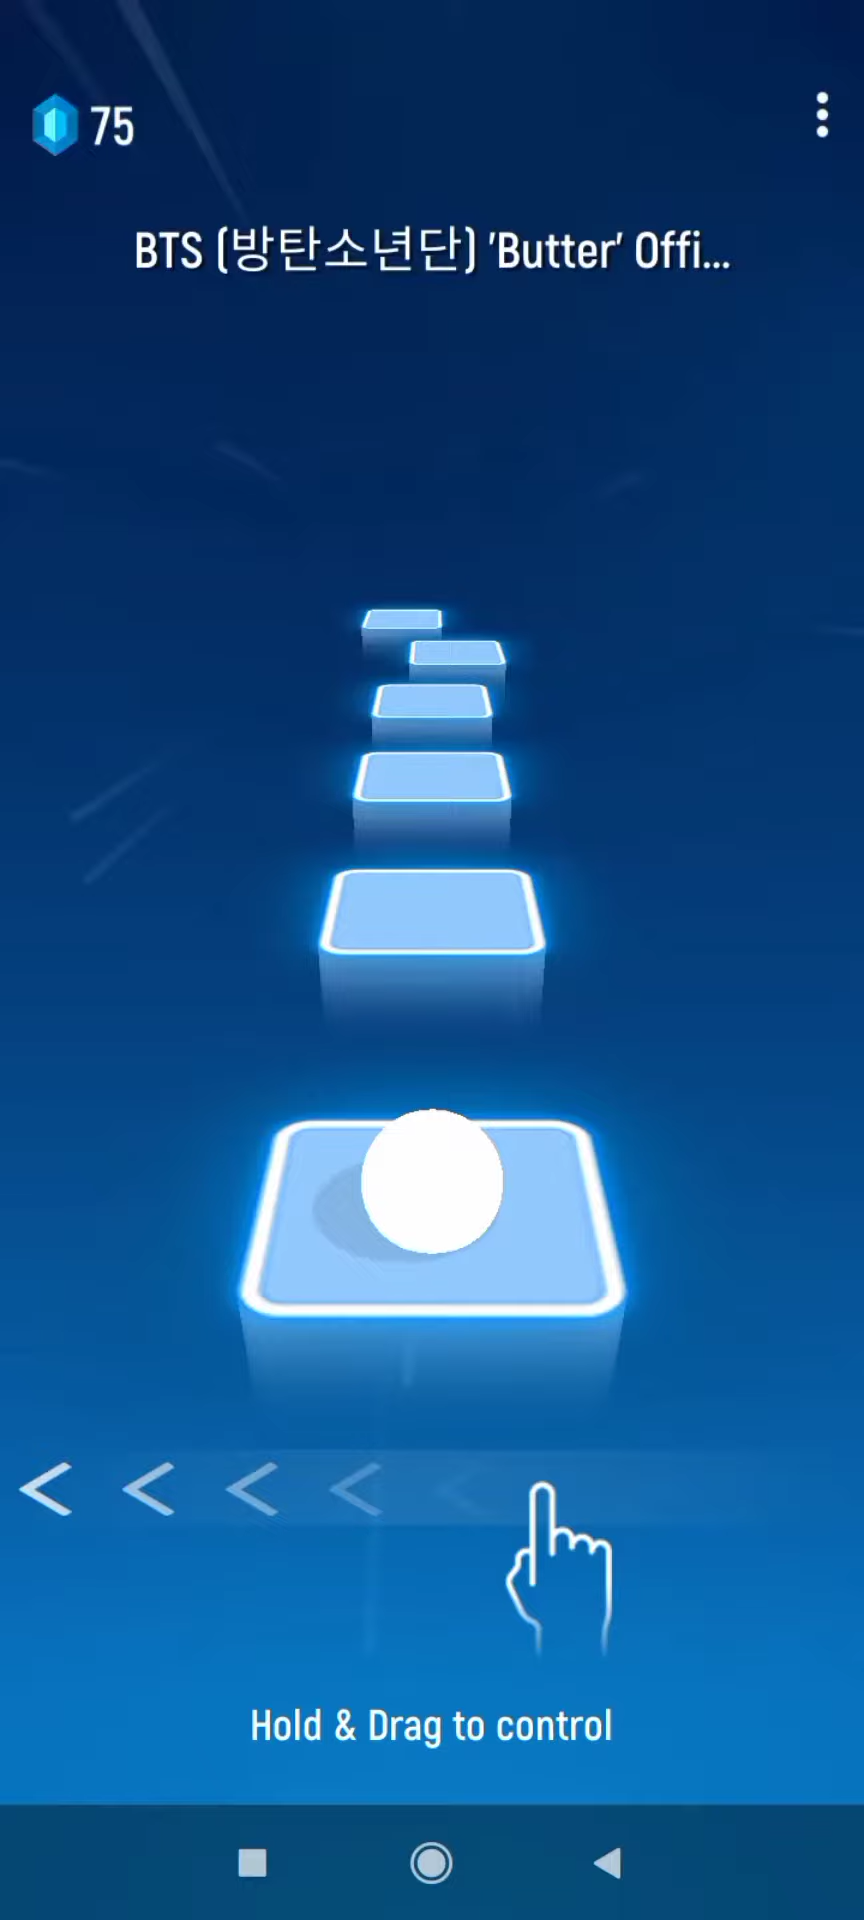 75
BTS (방탄소년단) 'Butter' Offi...
Hold & Drag to control